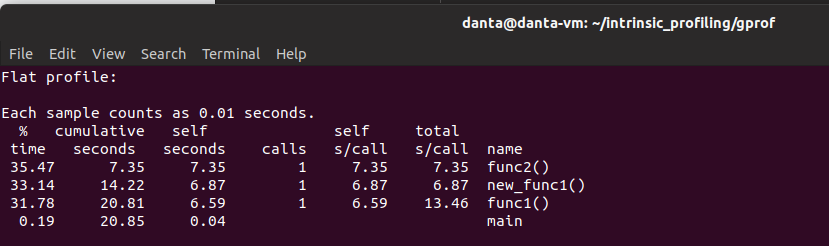 danta@danta-vm: ~/intrinsic_profiling/gprof
File Edit View Search Terminal Help
Flat profile:
Each sample counts as 0.01 seconds.
% cumulative self self total
time seconds seconds calls s/call s/call name
35.47 7.35 7.35 1 7.35 7.35 func2()
33.14 14.22 6.87 1 6.87 6.87 new_func1()
31.78 20.81 6.59 1 6.59 13.46 func1()
0.19 20.85 0.04 main